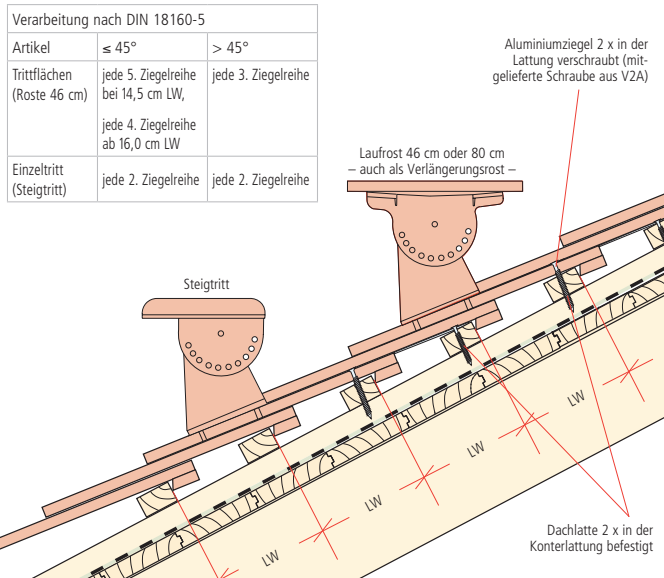 Verarbeitung nach DIN 18160-5
Artikel ≤ 45° > 45°
Trittflächen (Roste 46 cm)
jede 5. Ziegelreihe
bei 14,5 cm LW,
jede 4. Ziegelreihe
ab 16,0 cm LW
jede 3. Ziegelreihe
Einzeltritt (Steigtritt)
jede 2. Ziegelreihe jede 2. Ziegelreihe
Aluminiumziegel 2 x in der
Lattung verschraubt (mit-
gelieferte Schraube aus V2A)
Laufrost 46 cm oder 80 cm
– auch als Verlängerungsrost –
Steigtritt
LW
LW
LW
LW
Dachlatte 2 x in der
Konterlattung befestigt